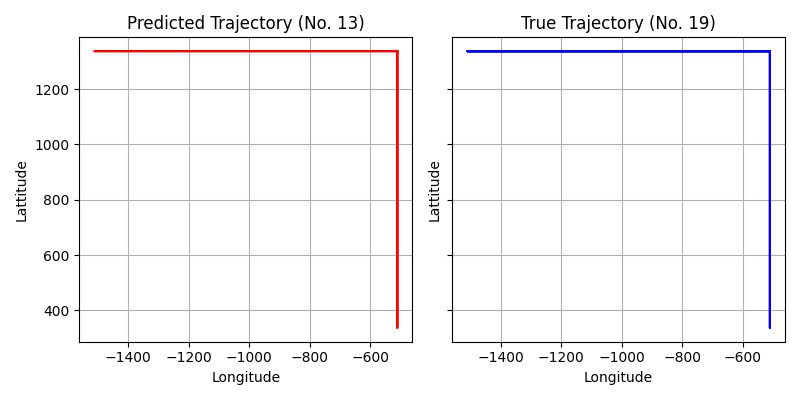 Predicted Trajectory (No. 13)
True Trajectory (No. 19)
Lattitude
1200
1000
800
600
400
−1400
−1200
−1000
−800
−600
Longitude
Lattitude
−1400
−1200
−1000
−800
−600
Longitude